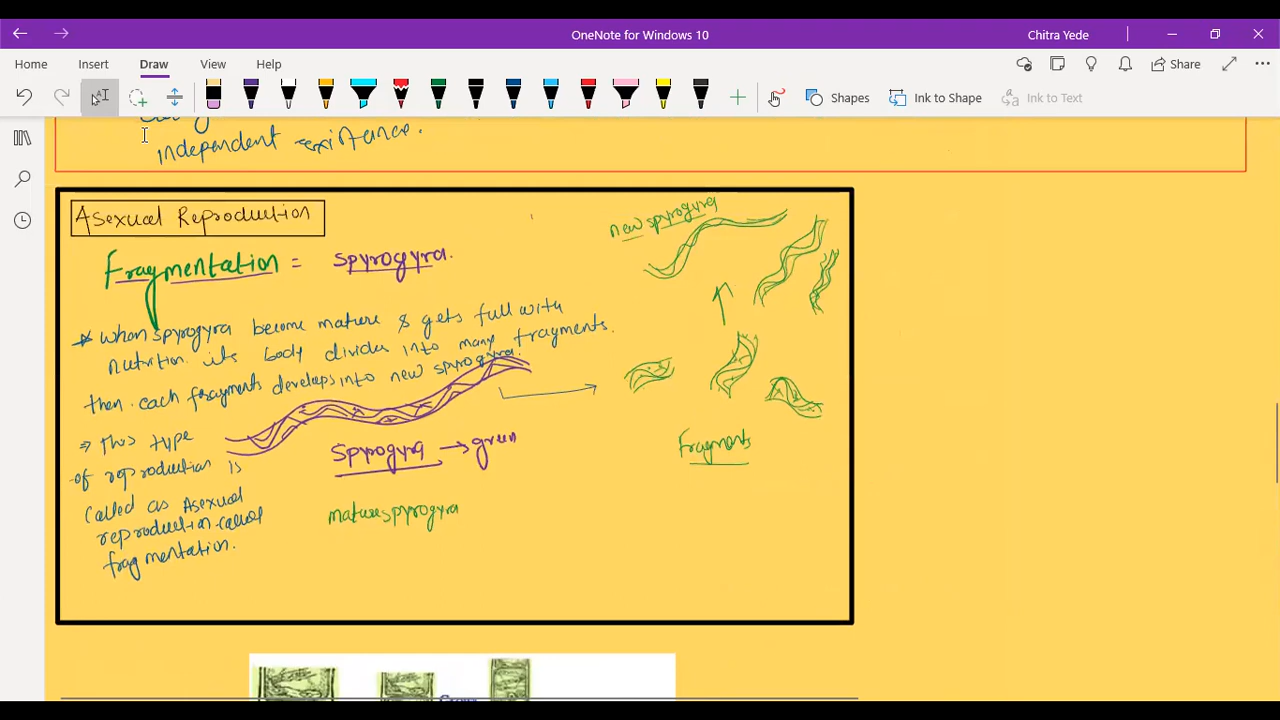 OneNote for Windows 10
Chitra Yede
Home
Insert
Draw
View
Help
Share
Shapes
Ink to Shape
Ink to Text
independent existance.
Asexual Reproduction
Fragmentation = spyrogyra.
* When spyrogyra become mature & gets full with
nutrition its body divides into many fragments.
then each fragments develops into new spyrogyra.
⇒ This type
of reproduction is
called as Asexual
reproduction called
fragmentation.
Spyrogyra → green
mature spyrogyra
new spyrogyra
Fragments